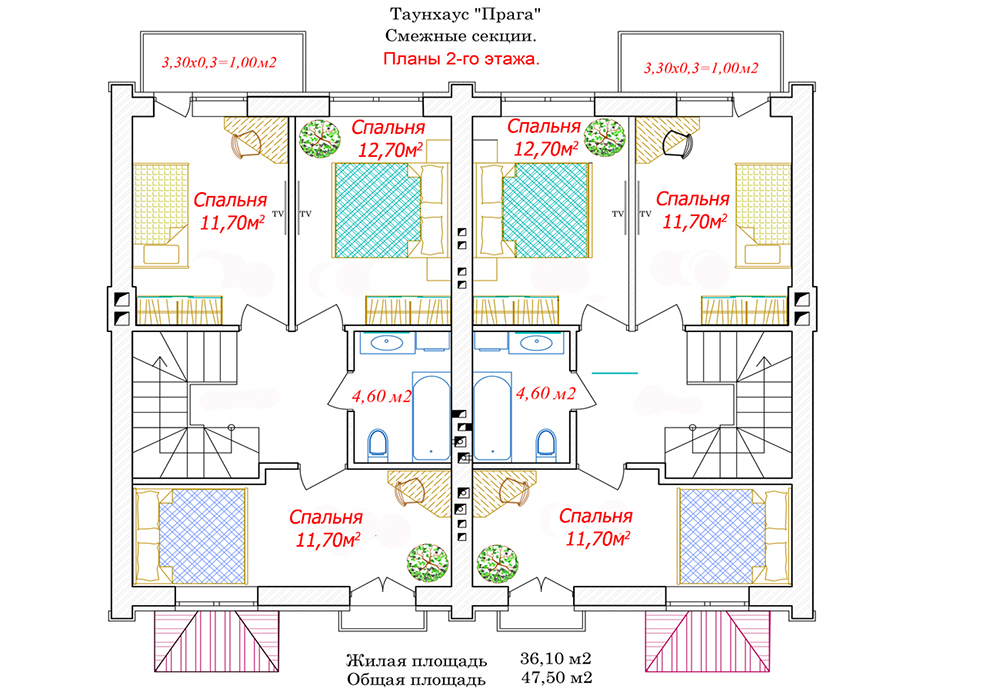 Таунхаус "Прага"
Смежные секции.
Планы 2-го этажа.
3,30х0,3=1,00м2
3,30х0,3=1,00м2
Спальня
12,70м²
Спальня
12,70м²
Спальня
11,70м²
Спальня
11,70м²
TV
TV
TV
TV
4,60 м2
4,60 м2
Спальня
11,70м²
Спальня
11,70м²
Жилая площадь 36,10 м2
Общая площадь 47,50 м2